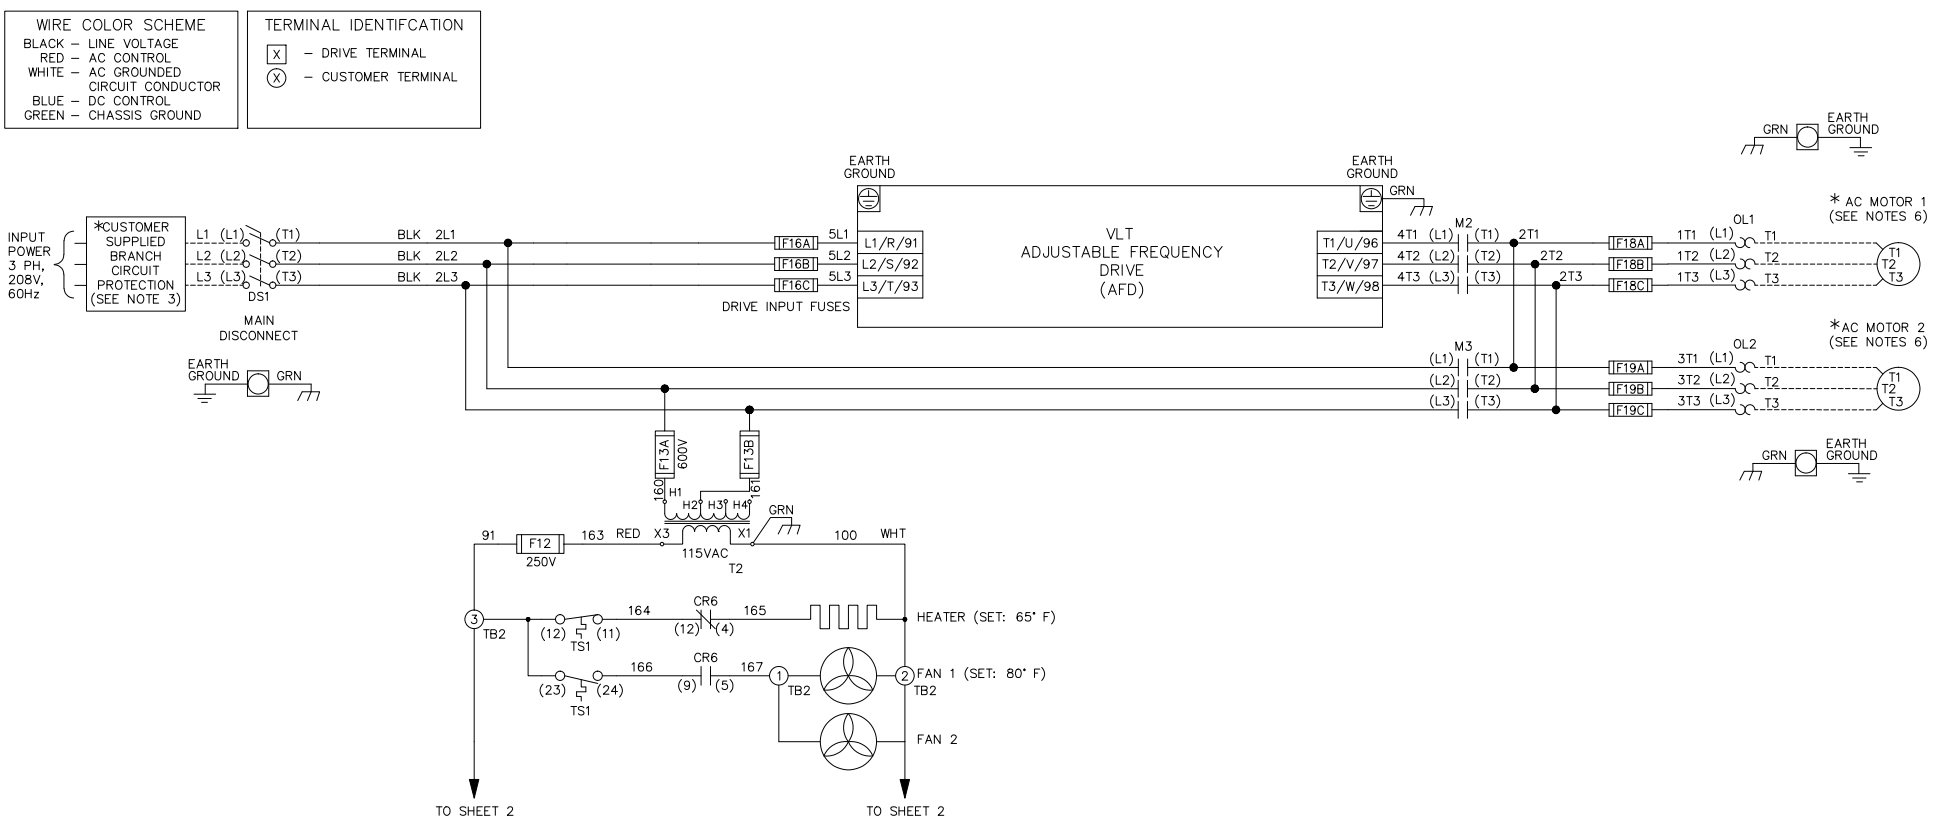 WIRE COLOR SCHEME
BLACK – LINE VOLTAGE
RED – AC CONTROL
WHITE – AC GROUNDED
CIRCUIT CONDUCTOR
BLUE – DC CONTROL
GREEN – CHASSIS GROUND
TERMINAL IDENTIFCATION
X – DRIVE TERMINAL
X – CUSTOMER TERMINAL
INPUT
POWER
3 PH,
208V,
60Hz
*CUSTOMER
SUPPLIED
BRANCH
CIRCUIT
PROTECTION
(SEE NOTE 3)
L1 (L1) (T1)
L2 (L2) (T2)
L3 (L3) (T3)
DS1
MAIN
DISCONNECT
EARTH
GROUND GRN
BLK 2L1
BLK 2L2
BLK 2L3
F16A 5L1
F16B 5L2
F16C 5L3
DRIVE INPUT FUSES
EARTH
GROUND
L1/R/91
L2/S/92
L3/T/93
VLT
ADJUSTABLE FREQUENCY
DRIVE
(AFD)
EARTH
GROUND
GRN
T1/U/96
T2/V/97
T3/W/98
M2
4T1 (L1) (T1) 2T1
4T2 (L2) (T2) 2T2
4T3 (L3) (T3) 2T3
F18A
F18B
F18C
OL1
1T1 (L1) T1
1T2 (L2) T2
1T3 (L3) T3
GRN
EARTH
GROUND
* AC MOTOR 1
(SEE NOTES 6)
T1
T2
T3
M3
(L1) (T1)
(L2) (T2)
(L3) (T3)
F19A
F19B
F19C
OL2
3T1 (L1) T1
3T2 (L2) T2
3T3 (L3) T3
*AC MOTOR 2
(SEE NOTES 6)
T1
T2
T3
GRN
EARTH
GROUND
F13A
600V
F13B
160
161
H1
H2 H3 H4
GRN
91
F12
250V
163 RED X3
115VAC
X1
T2
100 WHT
3
TB2
(12) (11)
TS1
164
CR6
(12) (4)
165
HEATER (SET: 65° F)
(23) (24)
TS1
166
CR6
(9) (5)
167
1
TB2
2
TB2
FAN 1 (SET: 80° F)
FAN 2
TO SHEET 2
TO SHEET 2